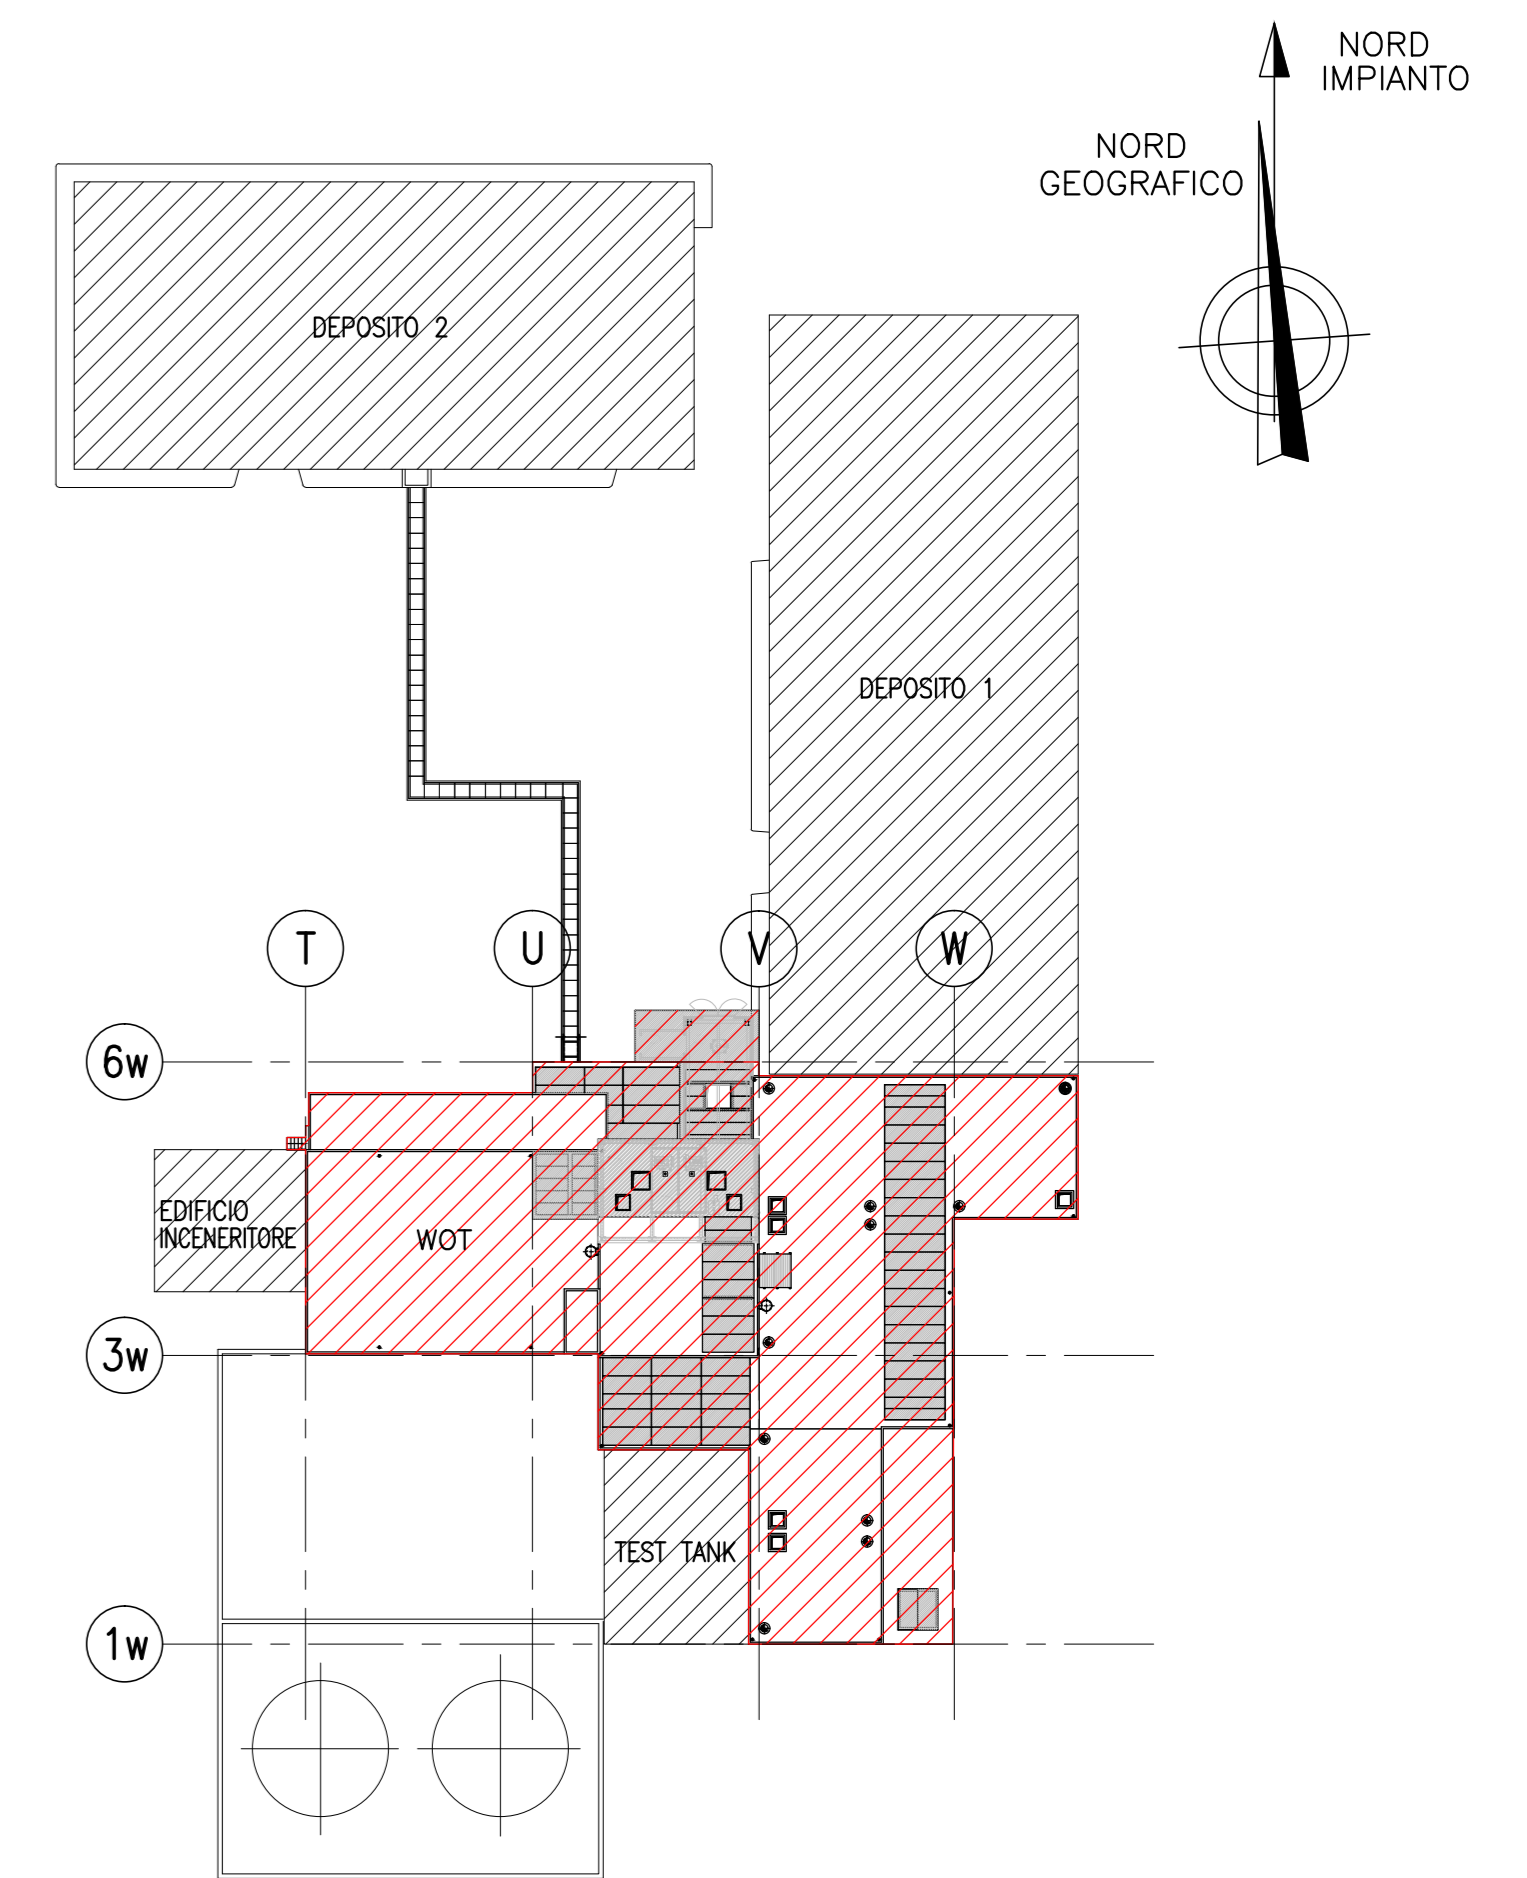 NORD
IMPIANTO
NORD
GEOGRAFICO
DEPOSITO 2
DEPOSITO 1
T
U
V
W
6w
EDIFICIO
INCENERITORE
WOT
3w
TEST TANK
1w